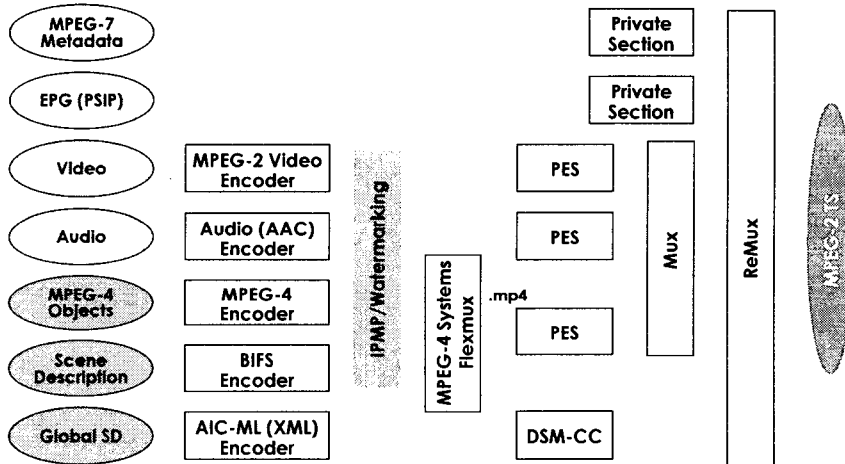 MPEG-7
Metadata
Private
Section
EPG (PSIP)
Private
Section
Video
MPEG-2 Video
Encoder
PES
Audio
Audio (AAC)
Encoder
PES
MPEG-4
Objects
MPEG-4
Encoder
.mp4
PES
Scene
Description
BIFS
Encoder
Global SD
AIC-ML (XML)
Encoder
DSM-CC
IPMP/Watermarking
MPEG-4 Systems
Flexmux
Mux
ReMux
MPEG-2 TS